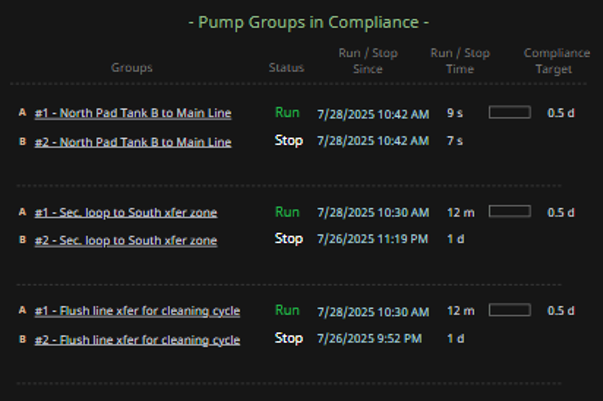 - Pump Groups in Compliance -
Groups Status Run / Stop Since Run / Stop Time Compliance Target
A #1 - North Pad Tank B to Main Line Run 7/28/2025 10:42 AM 9 s 0.5 d
B #2 - North Pad Tank B to Main Line Stop 7/28/2025 10:42 AM 7 s
A #1 - Sec. loop to South xfer zone Run 7/28/2025 10:30 AM 12 m 0.5 d
B #2 - Sec. loop to South xfer zone Stop 7/26/2025 11:19 PM 1 d
A #1 - Flush line xfer for cleaning cycle Run 7/28/2025 10:30 AM 12 m 0.5 d
B #2 - Flush line xfer for cleaning cycle Stop 7/26/2025 9:52 PM 1 d